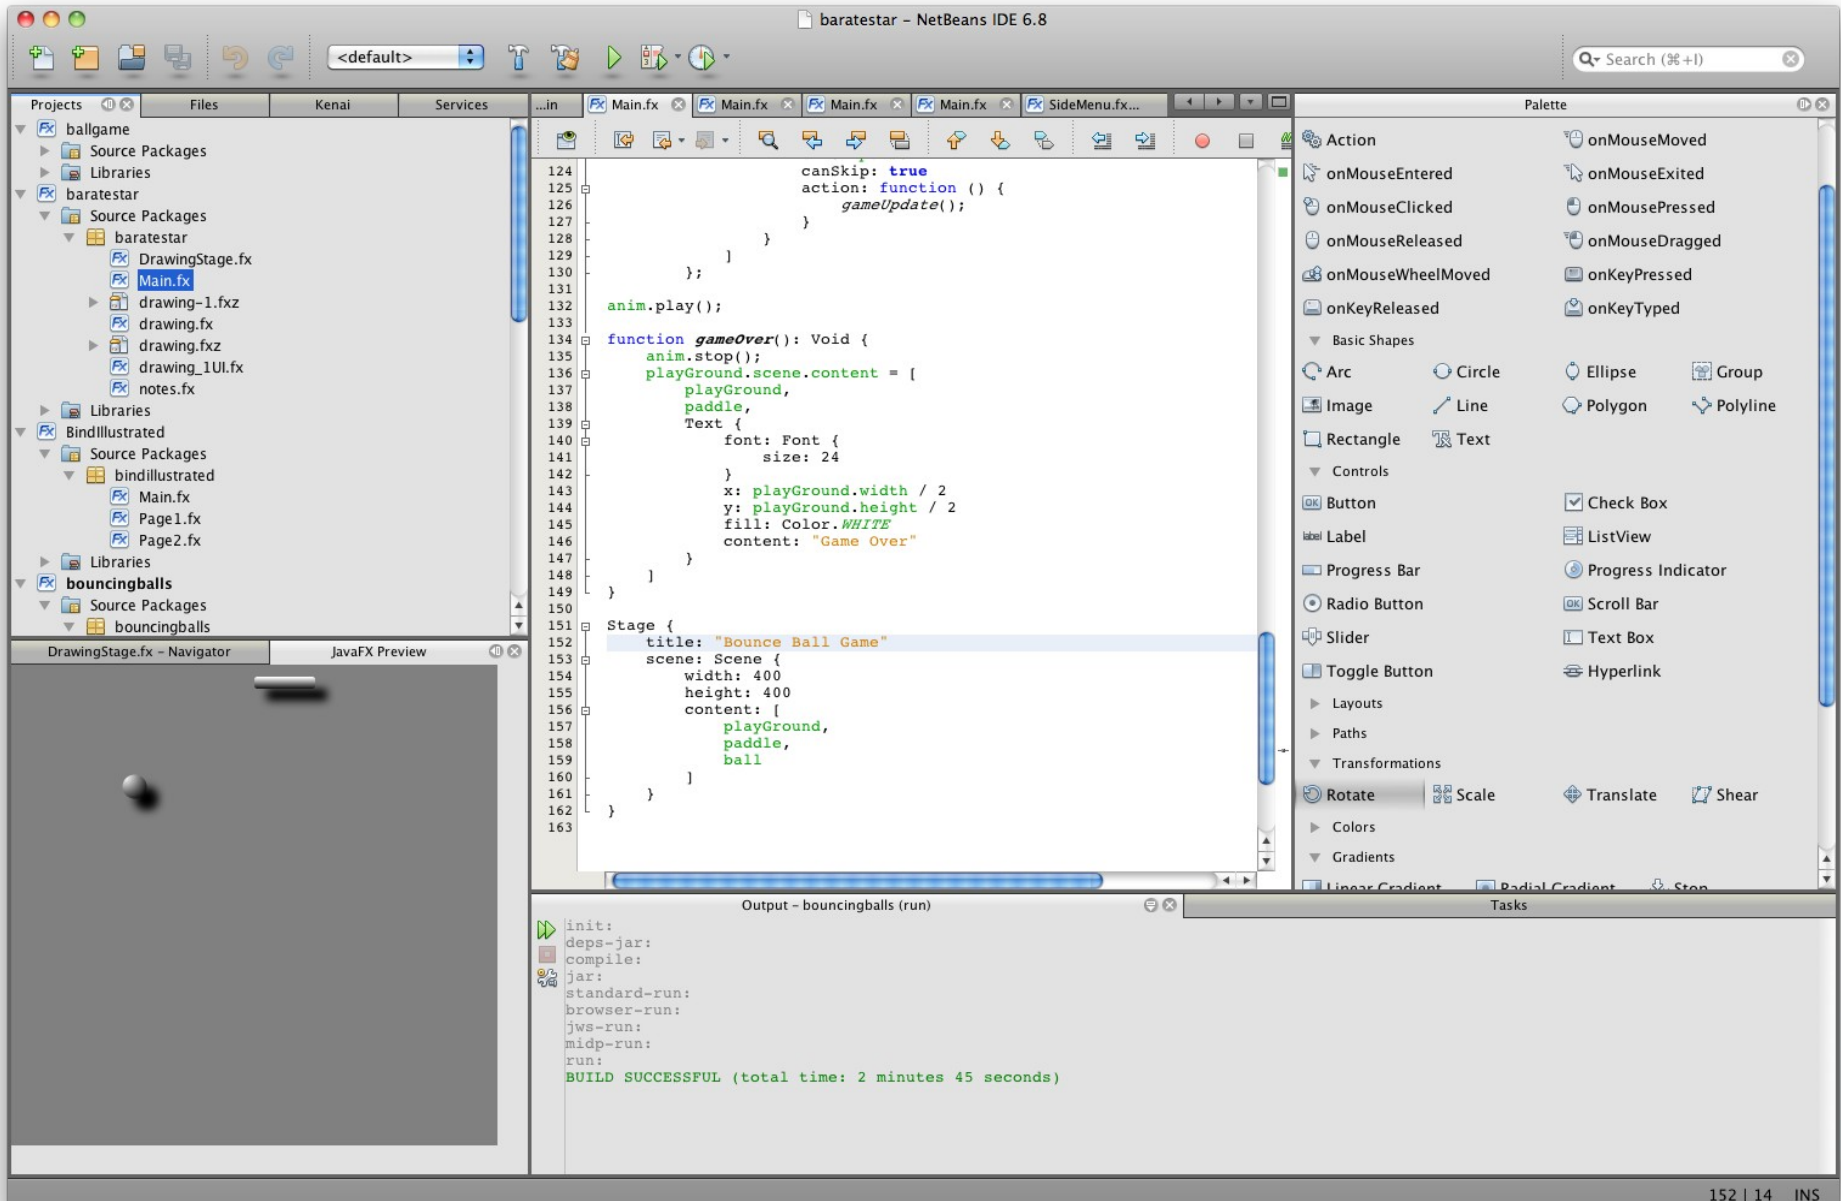 baratestar – NetBeans IDE 6.8
<default>
Search (⌘+I)
Projects
Files
Kenai
Services
ballgame
Source Packages
Libraries
baratestar
Source Packages
baratestar
DrawingStage.fx
Main.fx
drawing-1.fxz
drawing.fx
drawing.fxz
drawing_1UI.fx
notes.fx
Libraries
BindIllustrated
Source Packages
bindillustrated
Main.fx
Page1.fx
Page2.fx
Libraries
bouncingballs
Source Packages
bouncingballs
DrawingStage.fx – Navigator
JavaFX Preview
...in
Main.fx
Main.fx
Main.fx
Main.fx
SideMenu.fx...
124 canSkip: true
125 action: function () {
126 gameUpdate();
127 }
128 }
129 ]
130 };
131
132 anim.play();
133
134 function gameOver(): Void {
135 anim.stop();
136 playGround.scene.content = [
137 playGround,
138 paddle,
139 Text {
140 font: Font {
141 size: 24
142 }
143 x: playGround.width / 2
144 y: playGround.height / 2
145 fill: Color.WHITE
146 content: "Game Over"
147 }
148 ]
149 }
150
151 Stage {
152 title: "Bounce Ball Game"
153 scene: Scene {
154 width: 400
155 height: 400
156 content: [
157 playGround,
158 paddle,
159 ball
160 ]
161 }
162 }
163
Palette
Action onMouseMoved
onMouseEntered onMouseExited
onMouseClicked onMousePressed
onMouseReleased onMouseDragged
onMouseWheelMoved onKeyPressed
onKeyReleased onKeyTyped
Basic Shapes
Arc Circle Ellipse Group
Image Line Polygon Polyline
Rectangle Text
Controls
Button Check Box
label Label ListView
Progress Bar Progress Indicator
Radio Button Scroll Bar
Slider Text Box
Toggle Button Hyperlink
Layouts
Paths
Transformations
Rotate Scale Translate Shear
Colors
Gradients
Linear Gradient Radial Gradient Stop
Output – bouncingballs (run)
Tasks
init:
deps-jar:
compile:
jar:
standard-run:
browser-run:
jws-run:
midp-run:
run:
BUILD SUCCESSFUL (total time: 2 minutes 45 seconds)
152 | 14 INS